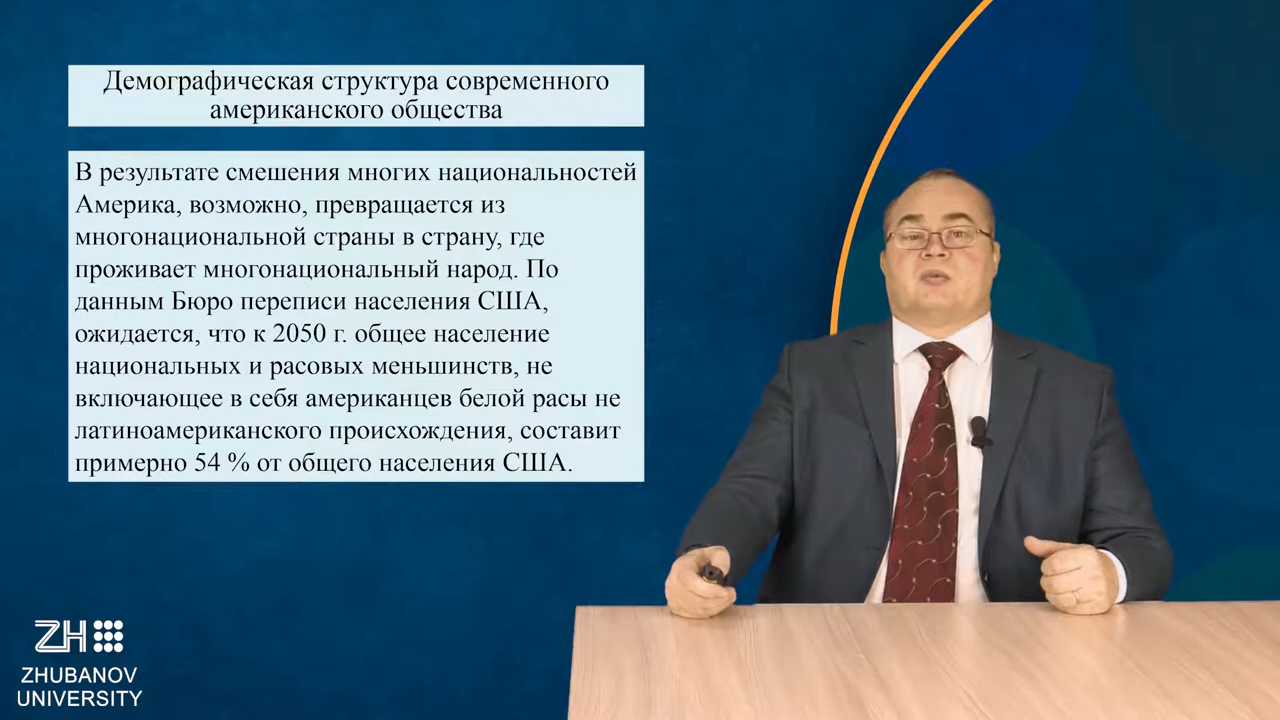 Демографическая структура современного
американского общества
В результате смешения многих национальностей
Америка, возможно, превращается из
многонациональной страны в страну, где
проживает многонациональный народ. По
данным Бюро переписи населения США,
ожидается, что к 2050 г. общее население
национальных и расовых меньшинств, не
включающее в себя американцев белой расы не
латиноамериканского происхождения, составит
примерно 54 % от общего населения США.
ZH
ZHUBANOV
UNIVERSITY